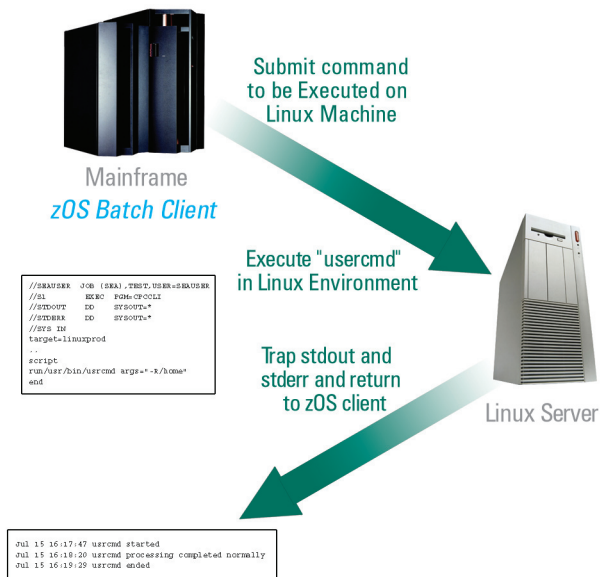 Submit command
to be Executed on
Linux Machine
Mainframe
zOS Batch Client
Execute "usercmd"
in Linux Environment
//SEAUSER JOB (SEA),TEST,USER=SEAUSER
//S1 EXEC PGM=CPCCLI
//STDOUT DD SYSOUT=*
//STDERR DD SYSOUT=*
//SYS IN
target=linuxprod
..
script
run/usr/bin/usrcmd args="-R/home"
end
Trap stdout and
stderr and return
to zOS client
Linux Server
Jul 15 16:17:47 usrcmd started
Jul 15 16:18:20 usrcmd processing completed normally
Jul 15 16:19:29 usrcmd ended